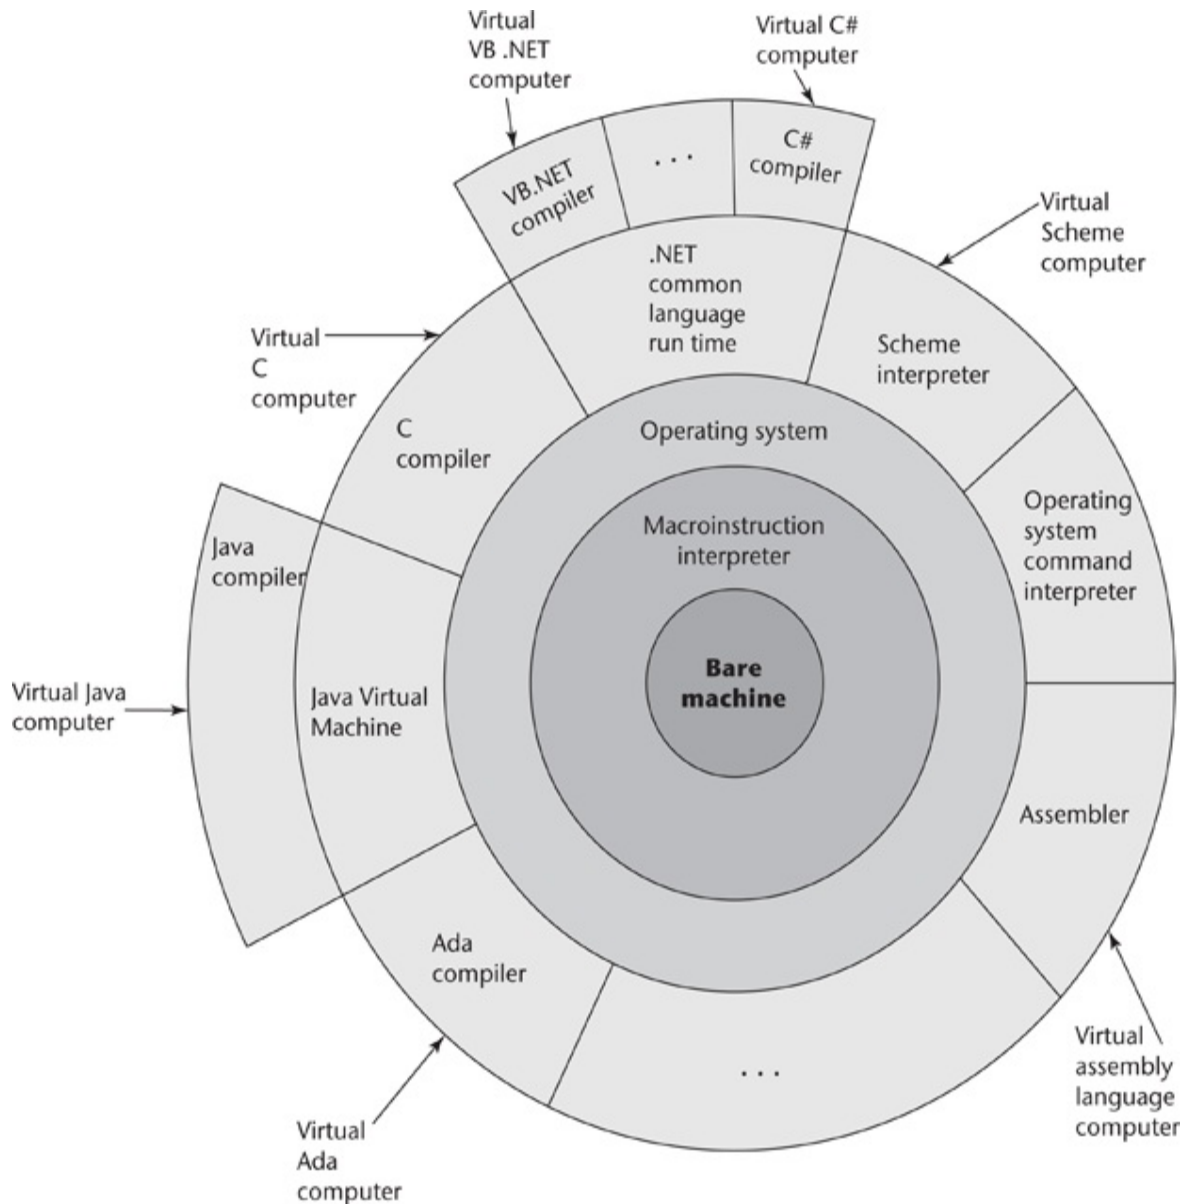 Virtual
VB .NET
computer
Virtual C#
computer
VB.NET
compiler
. . .
C#
compiler
Virtual
Scheme
computer
.NET
common
language
run time
Virtual
C
computer
Scheme
interpreter
C
compiler
Operating system
Operating
system
command
interpreter
Macroinstruction
interpreter
Java
compiler
Bare
machine
Virtual Java
computer
Java Virtual
Machine
Assembler
Ada
compiler
. . .
Virtual
assembly
language
computer
Virtual
Ada
computer